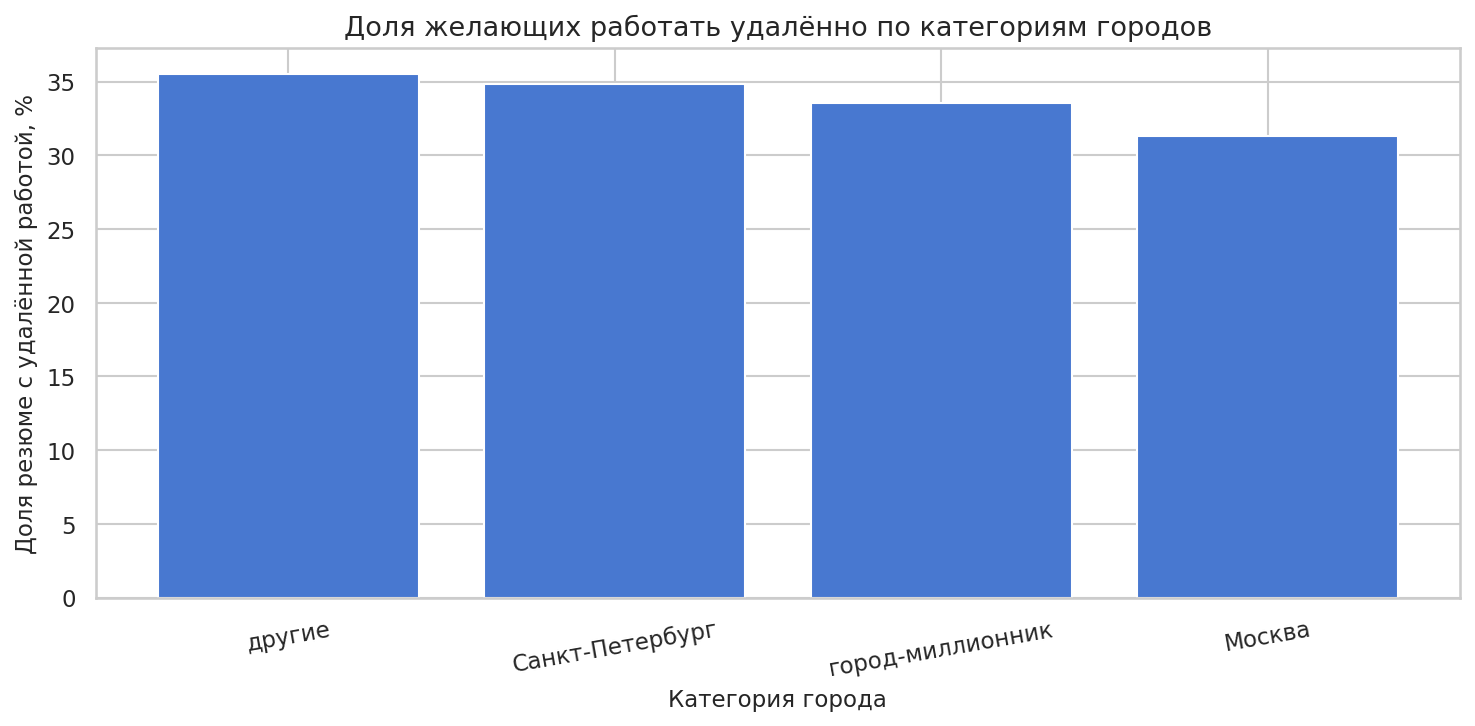 Доля желающих работать удалённо по категориям городов
Доля резюме с удалённой работой, %
35
30
25
20
15
10
5
0
другие
Санкт-Петербург
город-миллионник
Москва
Категория города